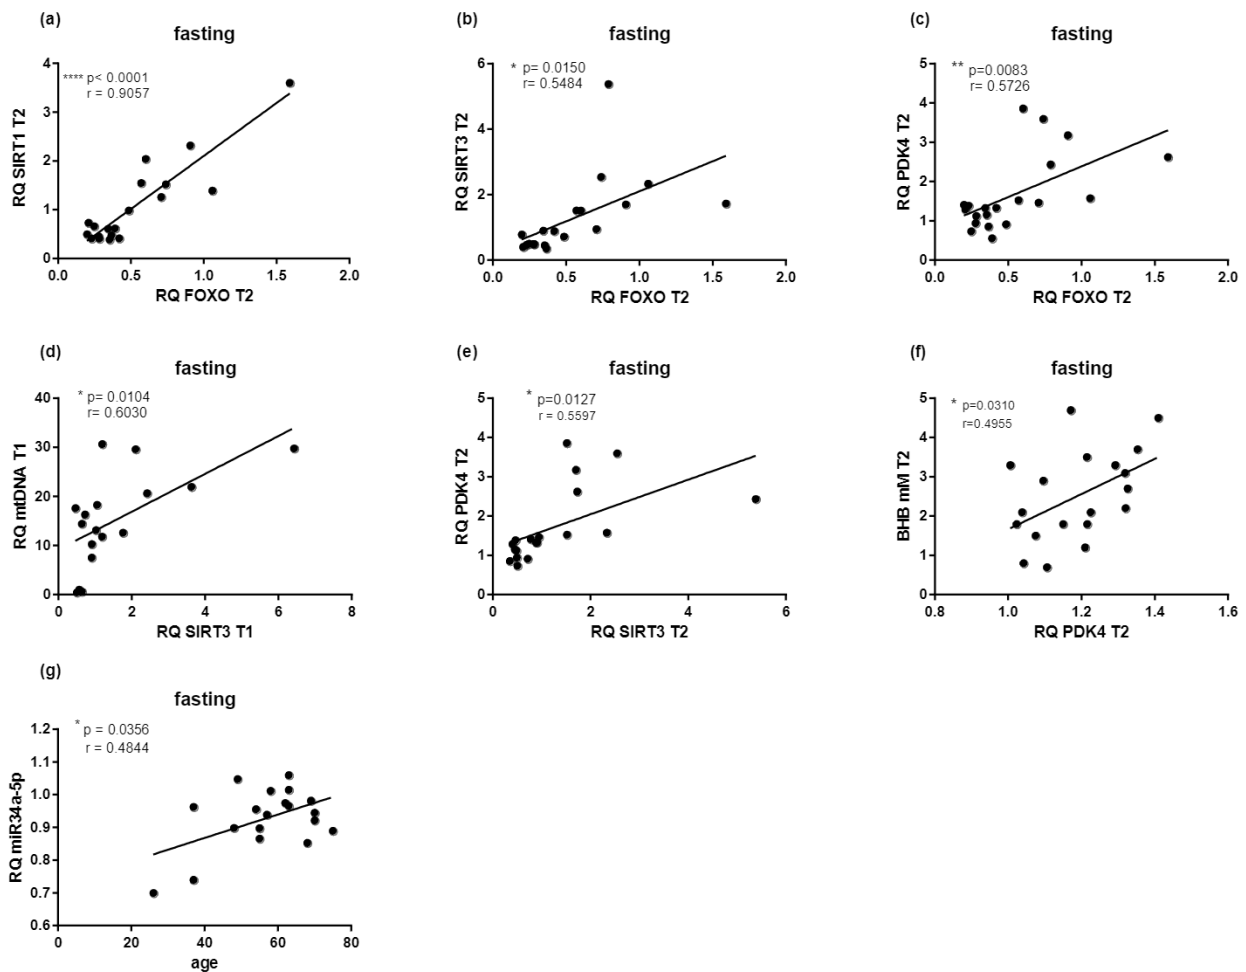 (a)
fasting
**** p< 0.0001
r = 0.9057
RQ SIRT1 T2
4
3
2
1
0
0.0 0.5 1.0 1.5 2.0
RQ FOXO T2
(b)
fasting
* p= 0.0150
r= 0.5484
RQ SIRT3 T2
6
4
2
0
0.0 0.5 1.0 1.5 2.0
RQ FOXO T2
(c)
fasting
** p=0.0083
r= 0.5726
RQ PDK4 T2
5
4
3
2
1
0
0.0 0.5 1.0 1.5 2.0
RQ FOXO T2
(d)
fasting
* p= 0.0104
r= 0.6030
RQ mtDNA T1
40
30
20
10
0
0 2 4 6 8
RQ SIRT3 T1
(e)
fasting
* p=0.0127
r = 0.5597
RQ PDK4 T2
5
4
3
2
1
0
0 2 4 6
RQ SIRT3 T2
(f)
fasting
* p=0.0310
r=0.4955
BHB mM T2
5
4
3
2
1
0
0.8 1.0 1.2 1.4 1.6
RQ PDK4 T2
(g)
fasting
* p = 0.0356
r = 0.4844
RQ miR34a-5p
1.2
1.1
1.0
0.9
0.8
0.7
0.6
0 20 40 60 80
age